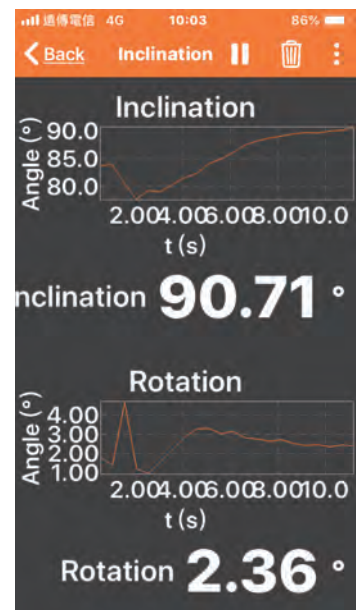 遠傳電信 4G 10:03 86%
Back Inclination
Inclination
Angle (°)
90.0
85.0
80.0
2.004.006.008.0010.0
t (s)
nclination 90.71 °
Rotation
Angle (°)
4.00
3.00
2.00
1.00
2.004.006.008.0010.0
t (s)
Rotation 2.36 °